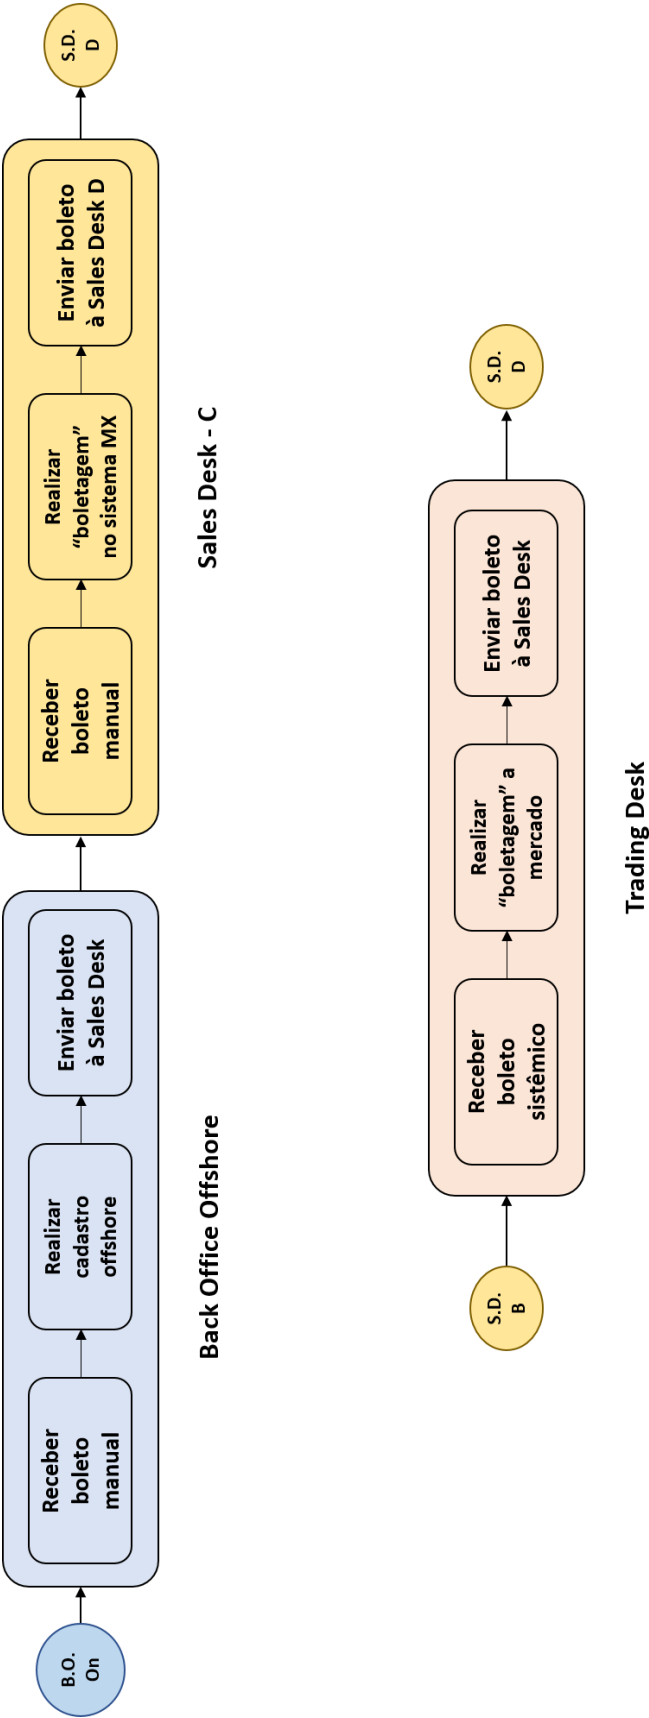 B.O.
On
Receber
boleto
manual
Realizar
cadastro
offshore
Enviar boleto
à Sales Desk
Back Office Offshore
Receber
boleto
manual
Realizar
“boletagem”
no sistema MX
Enviar boleto
à Sales Desk D
Sales Desk - C
S.D.
D
S.D.
B
Receber
boleto
sistêmico
Realizar
“boletagem” a
mercado
Enviar boleto
à Sales Desk
Trading Desk
S.D.
D